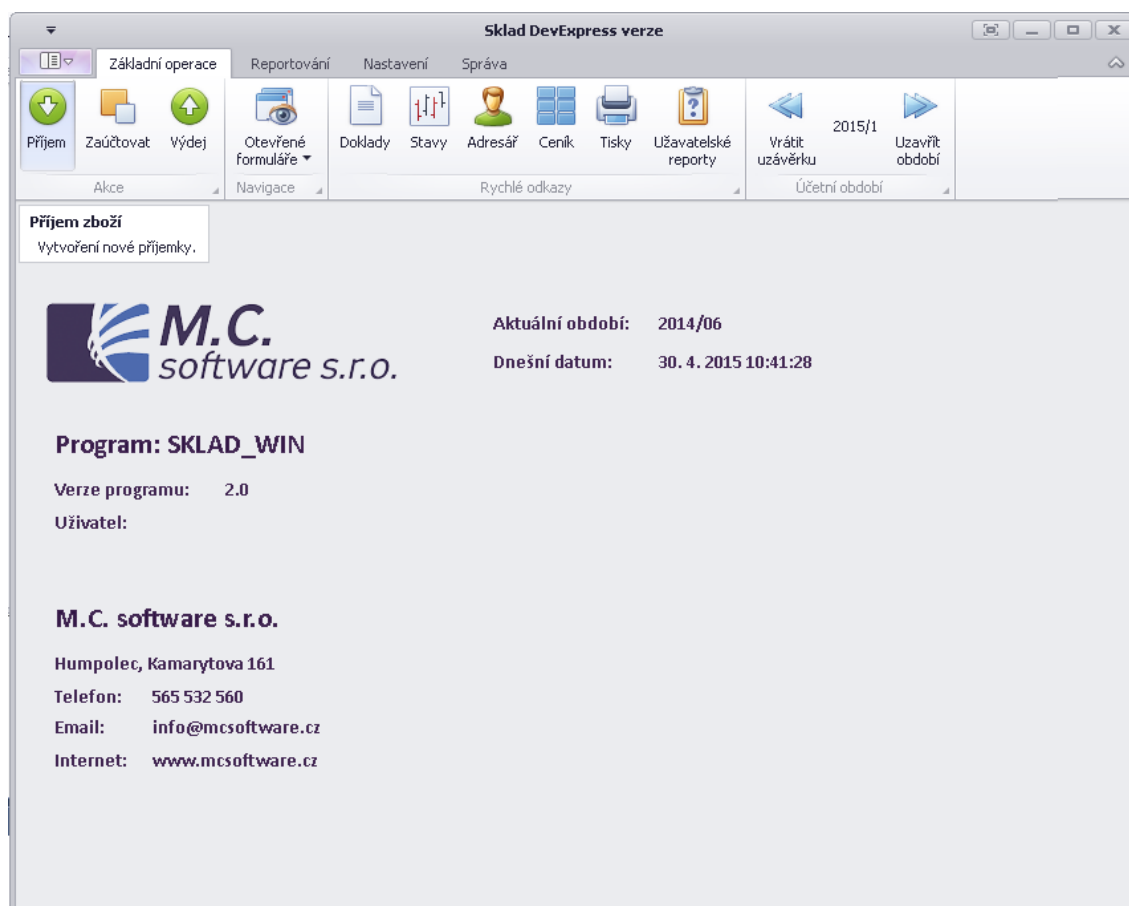 Sklad DevExpress verze
Základní operace Reportování Nastavení Správa
Příjem Zaúčtovat Výdej Otevřené formuláře Doklady Stavy Adresář Ceník Tisky Užavatelské reporty Vrátit uzávěrku 2015/1 Uzavřít období
Akce Navigace Rychlé odkazy Účetní období
Příjem zboží
Vytvoření nové příjemky.
M.C.
software s.r.o.
Aktuální období: 2014/06
Dnešní datum: 30. 4. 2015 10:41:28
Program: SKLAD_WIN
Verze programu: 2.0
Uživatel:
M.C. software s.r.o.
Humpolec, Kamarytova 161
Telefon: 565 532 560
Email: info@mcsoftware.cz
Internet: www.mcsoftware.cz